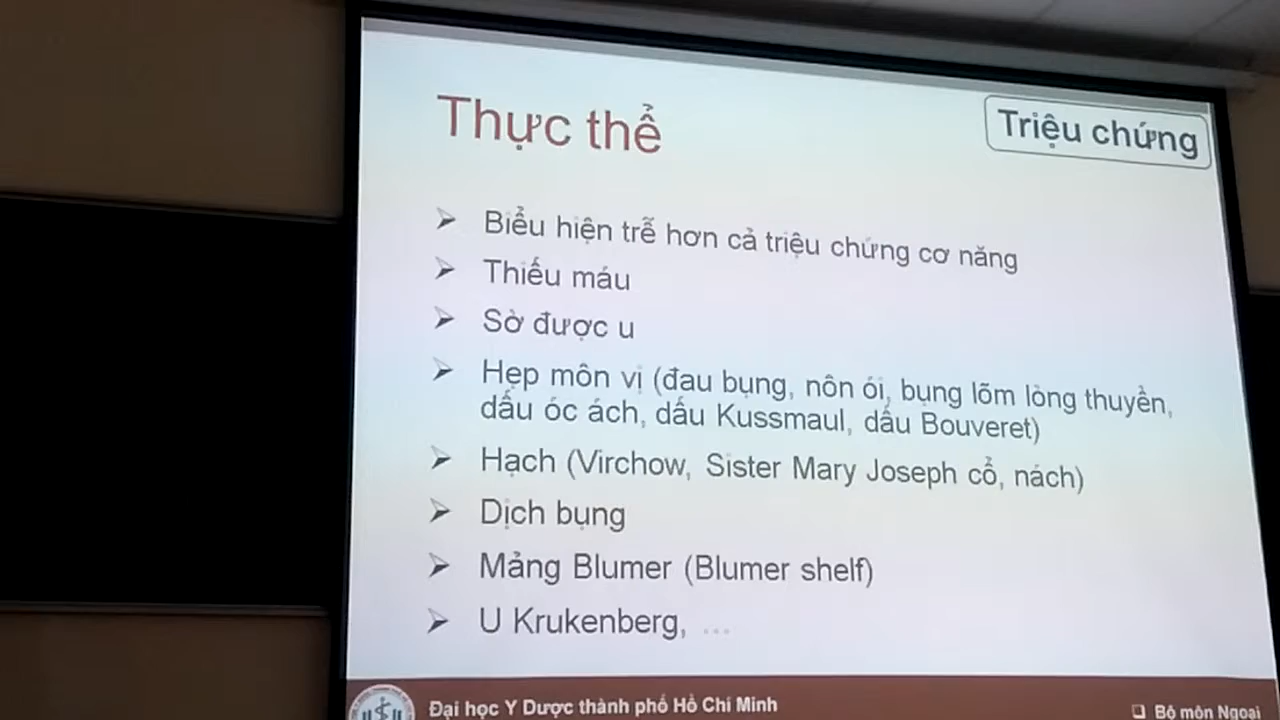 Thực thể
Triệu chứng
➢ Biểu hiện trễ hơn cả triệu chứng cơ năng
➢ Thiếu máu
➢ Sờ được u
➢ Hẹp môn vị (đau bụng, nôn ói, bụng lõm lòng thuyền,
dấu óc ách, dấu Kussmaul, dấu Bouveret)
➢ Hạch (Virchow, Sister Mary Joseph cổ, nách)
➢ Dịch bụng
➢ Mảng Blumer (Blumer shelf)
➢ U Krukenberg, ...
Đại học Y Dược thành phố Hồ Chí Minh
❑ Bộ môn Ngoại